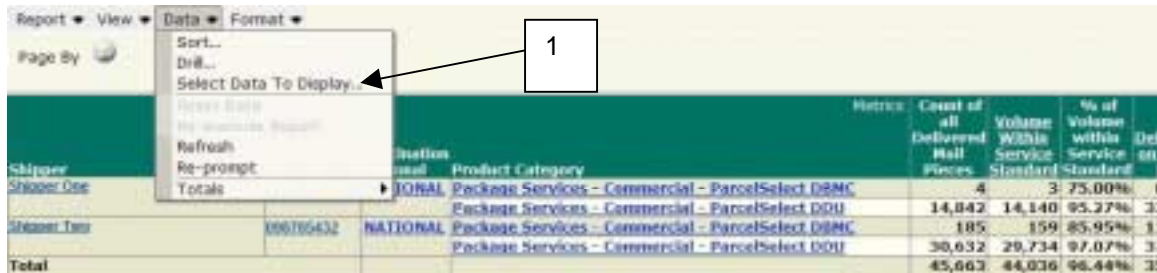 Report View Data Format
Page By
Sort...
Drill...
Select Data To Display...
Refresh
Re-prompt
Totals
1
Metrics
Shipper
Product Category
Count of all Delivered Mail Pieces
Volume Within Service Standard
% of Volume within Service Standard
Shipper One NATIONAL Package Services - Commercial - ParcelSelect DBMC 4 3 75.00%
Package Services - Commercial - ParcelSelect DDU 14,842 14,140 95.27%
Shipper Two NATIONAL Package Services - Commercial - ParcelSelect DBMC 185 159 85.95%
Package Services - Commercial - ParcelSelect DDU 30,632 29,734 97.07%
Total 45,663 44,036 96.44%